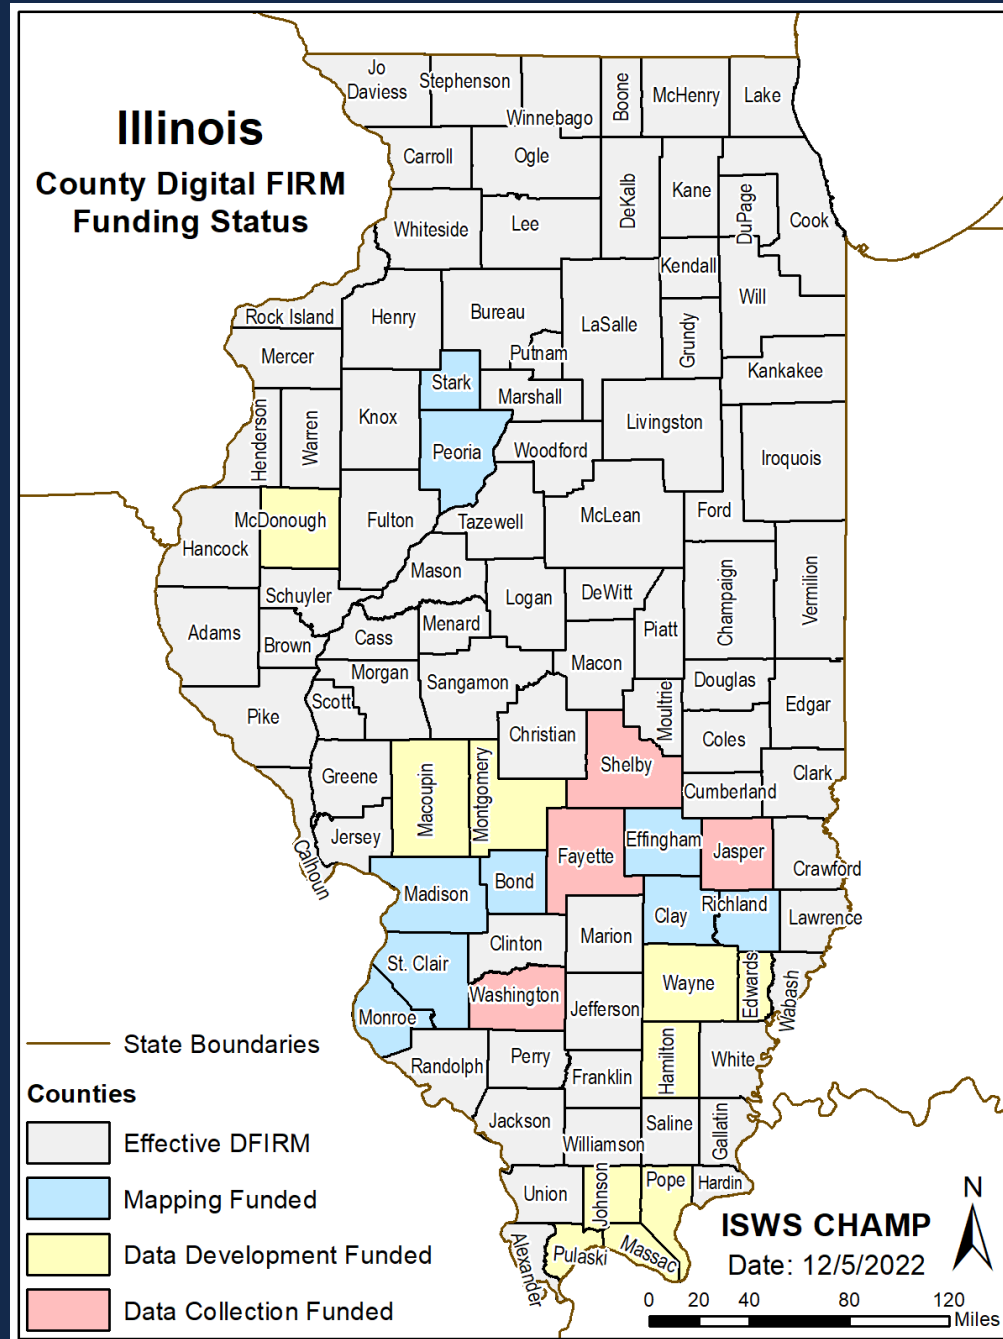 Illinois
County Digital FIRM
Funding Status
Jo
Daviess
Stephenson
Winnebago
Boone
McHenry
Lake
Carroll
Ogle
DeKalb
Kane
DuPage
Cook
Whiteside
Lee
Kendall
Will
Rock Island
Henry
Bureau
LaSalle
Grundy
Mercer
Putnam
Kankakee
Stark
Marshall
Henderson
Warren
Knox
Peoria
Woodford
Livingston
Iroquois
Hancock
McDonough
Fulton
Tazewell
McLean
Ford
Mason
Schuyler
Logan
DeWitt
Champaign
Vermilion
Adams
Brown
Cass
Menard
Piatt
Macon
Morgan
Sangamon
Douglas
Edgar
Pike
Scott
Christian
Moultrie
Coles
Greene
Macoupin
Montgomery
Shelby
Cumberland
Clark
Jersey
Calhoun
Fayette
Effingham
Jasper
Crawford
Madison
Bond
Clay
Richland
Lawrence
Clinton
Marion
St. Clair
Washington
Wayne
Edwards
Wabash
Monroe
Jefferson
Randolph
Perry
Franklin
Hamilton
White
Jackson
Williamson
Saline
Gallatin
Union
Johnson
Pope
Hardin
Alexander
Pulaski
Massac
State Boundaries
Counties
Effective DFIRM
Mapping Funded
Data Development Funded
Data Collection Funded
N
ISWS CHAMP
Date: 12/5/2022
0 20 40 80 120
Miles